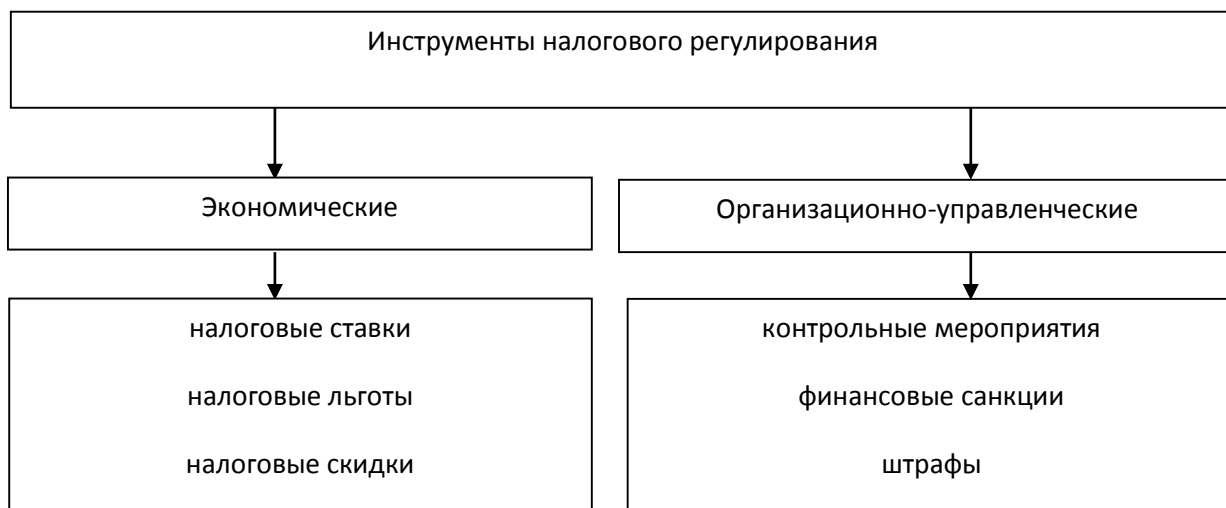 Инструменты налогового регулирования
Экономические
Организационно-управленческие
налоговые ставки
налоговые льготы
налоговые скидки
контрольные мероприятия
финансовые санкции
штрафы